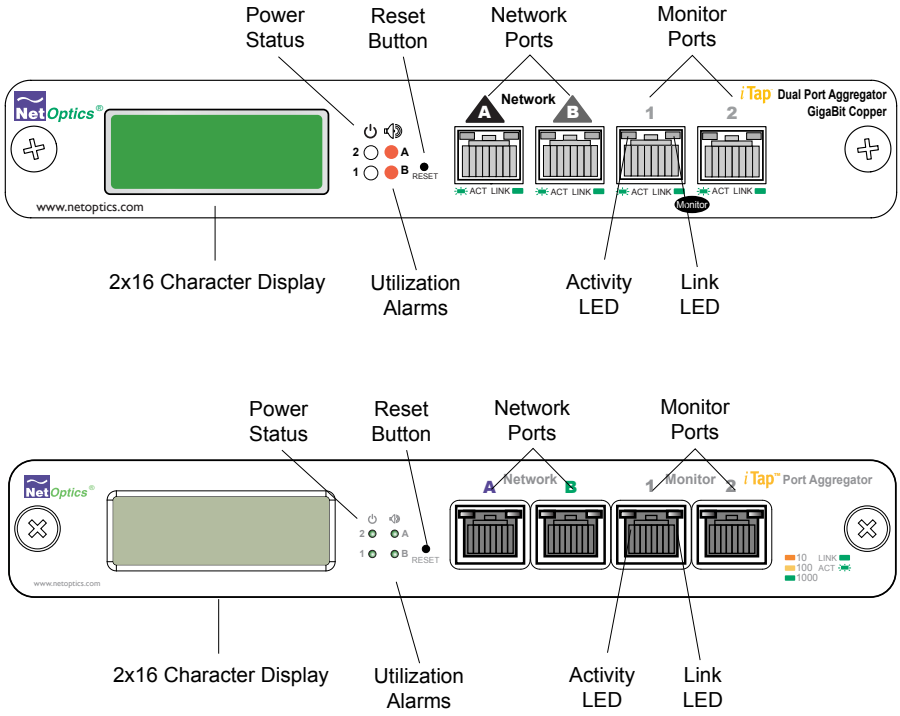 Power Status
Reset Button
Network Ports
Monitor Ports
Net Optics®
Network
A
B
1
2
iTap Dual Port Aggregator
GigaBit Copper
2 A
1 B
RESET
ACT LINK
ACT LINK
ACT LINK
ACT LINK
www.netoptics.com
Monitor
2x16 Character Display
Utilization Alarms
Activity LED
Link LED
Power Status
Reset Button
Network Ports
Monitor Ports
Net Optics®
A Network B
1 Monitor 2
iTap™ Port Aggregator
2 A
1 B
RESET
10 LINK
100 ACT
1000
www.netoptics.com
2x16 Character Display
Utilization Alarms
Activity LED
Link LED